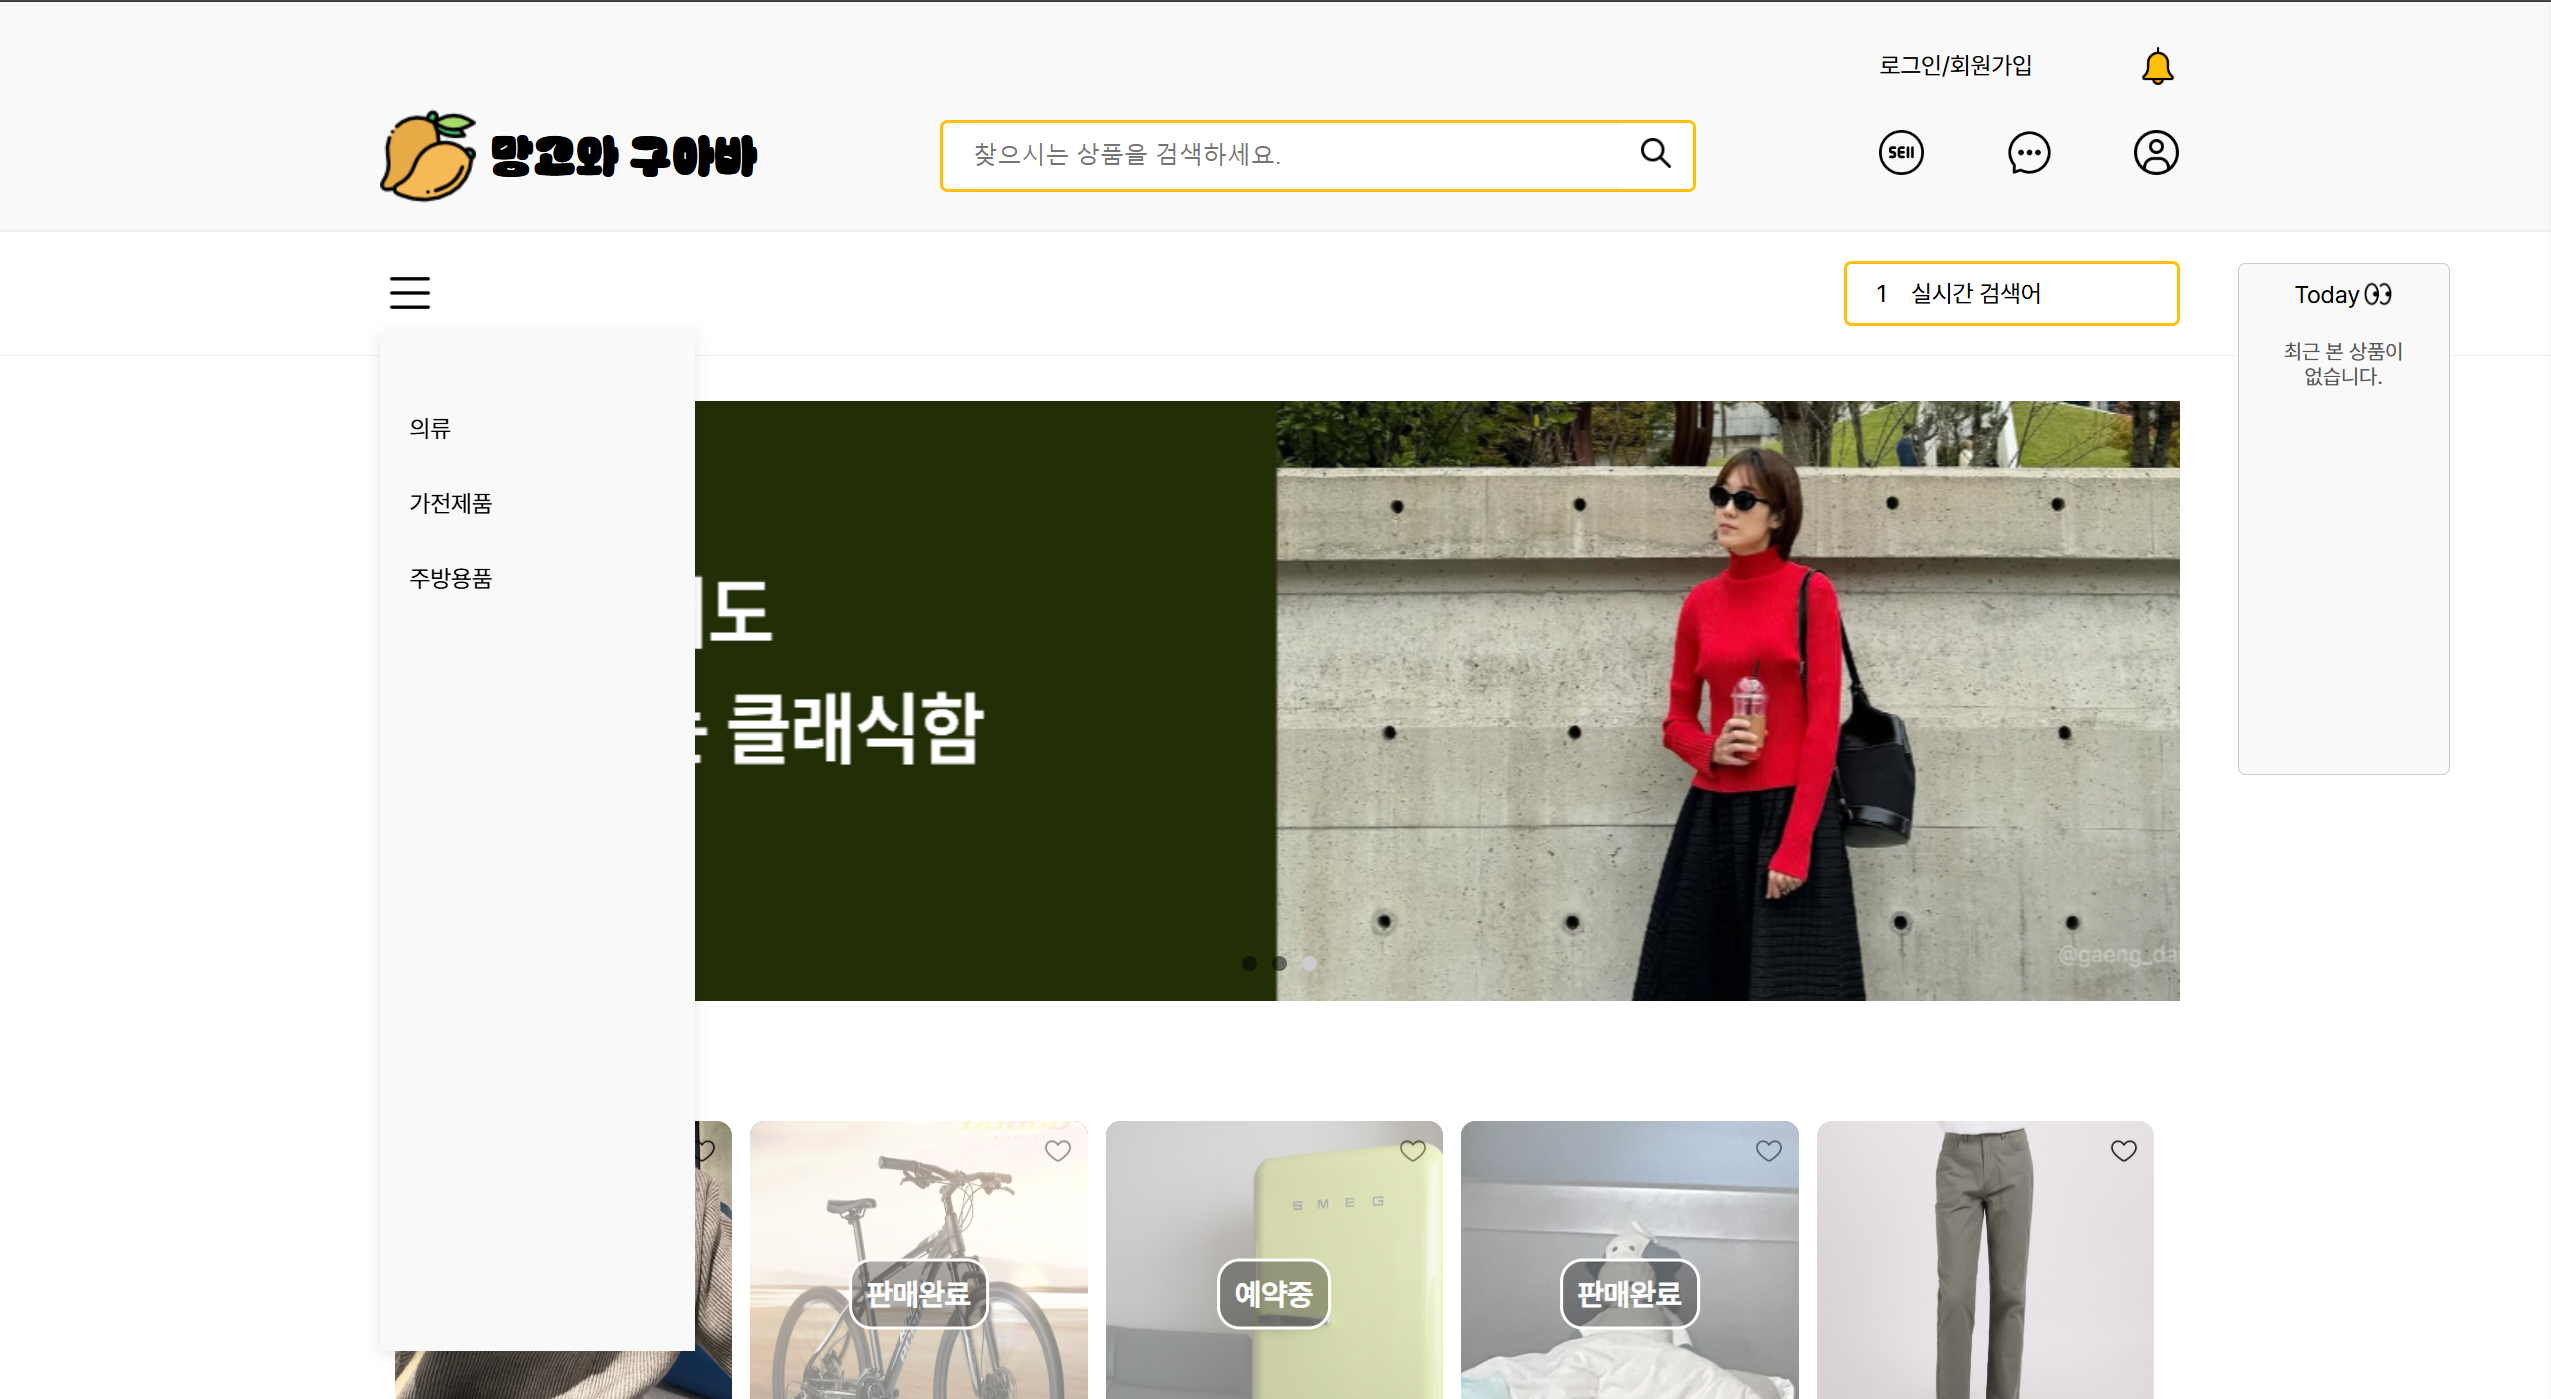 로그인/회원가입
망고와 구아바
찾으시는 상품을 검색하세요.
SEll
1 실시간 검색어
Today
최근 본 상품이
없습니다.
의류
가전제품
주방용품
도
클래식함
@gaeng_da
SMEG
판매완료
예약중
판매완료